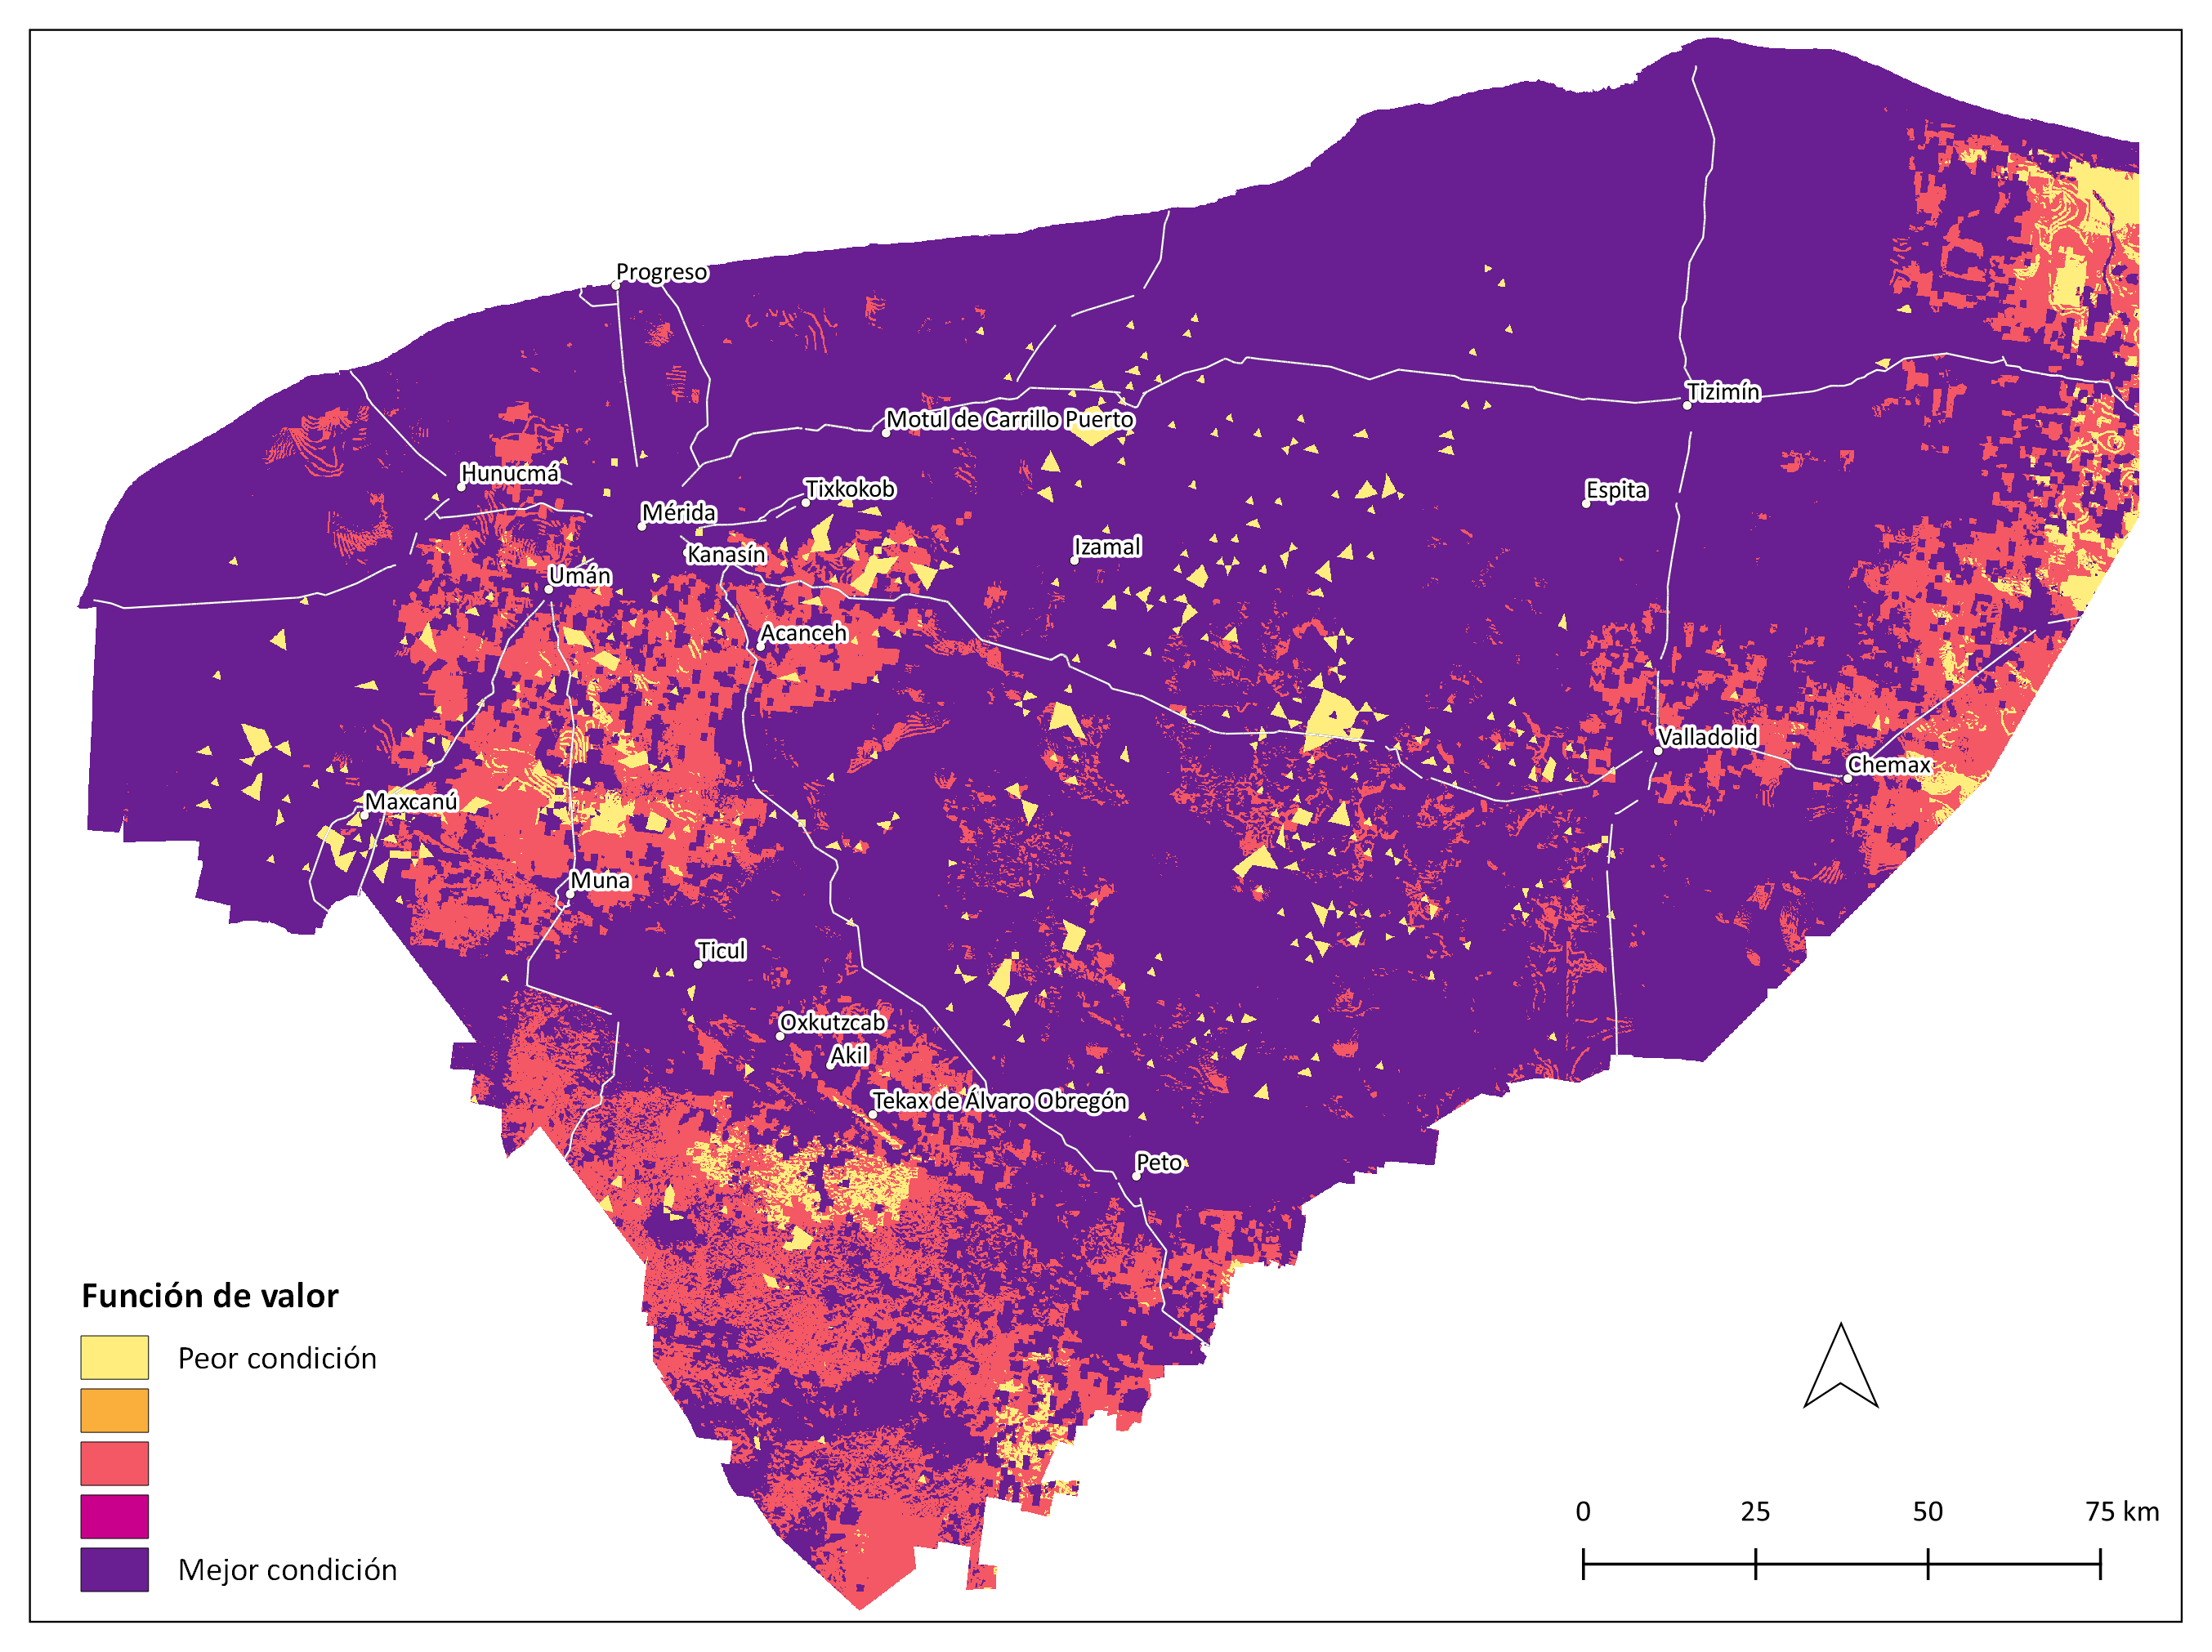 Progreso
Tizimín
Motul de Carrillo Puerto
Hunucmá
Tixkokob
Espita
Mérida
Izamal
Kanasín
Umán
Acanceh
Valladolid
Chemax
Maxcanú
Muna
Ticul
Oxkutzcab
Akil
Tekax de Álvaro Obregón
Peto
Función de valor
Peor condición
Mejor condición
0 25 50 75 km